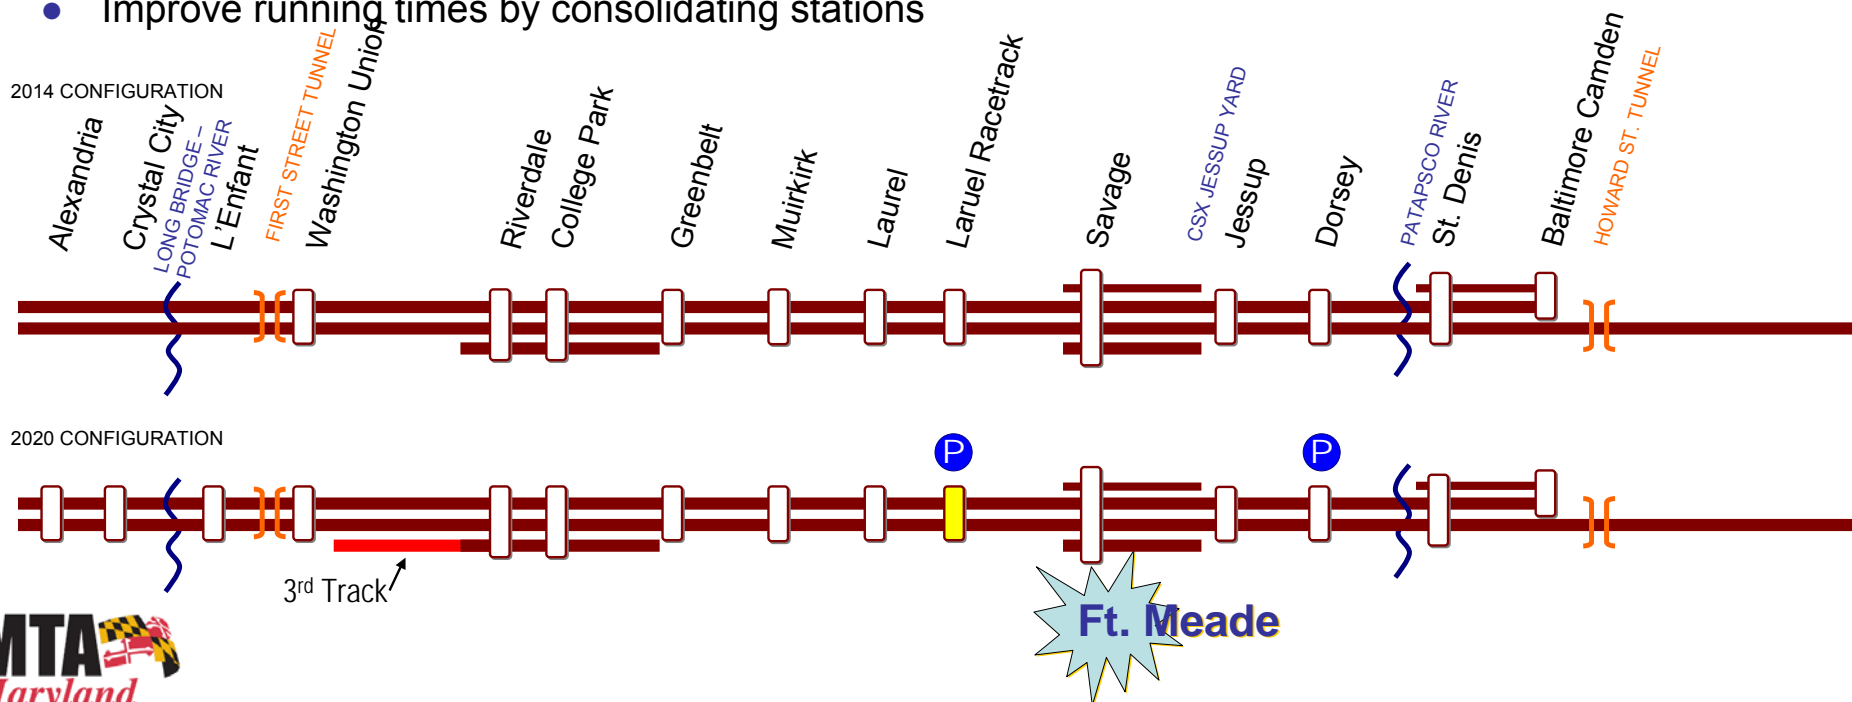 • Improve running times by consolidating stations
2014 CONFIGURATION
Alexandria
Crystal City
LONG BRIDGE –
POTOMAC RIVER
L'Enfant
FIRST STREET TUNNEL
Washington Union
Riverdale
College Park
Greenbelt
Muirkirk
Laurel
Laruel Racetrack
Savage
CSX JESSUP YARD
Jessup
Dorsey
PATAPSCO RIVER
St. Denis
Baltimore Camden
HOWARD ST. TUNNEL
2020 CONFIGURATION
P
P
3rd Track
Ft. Meade
MTA
Maryland